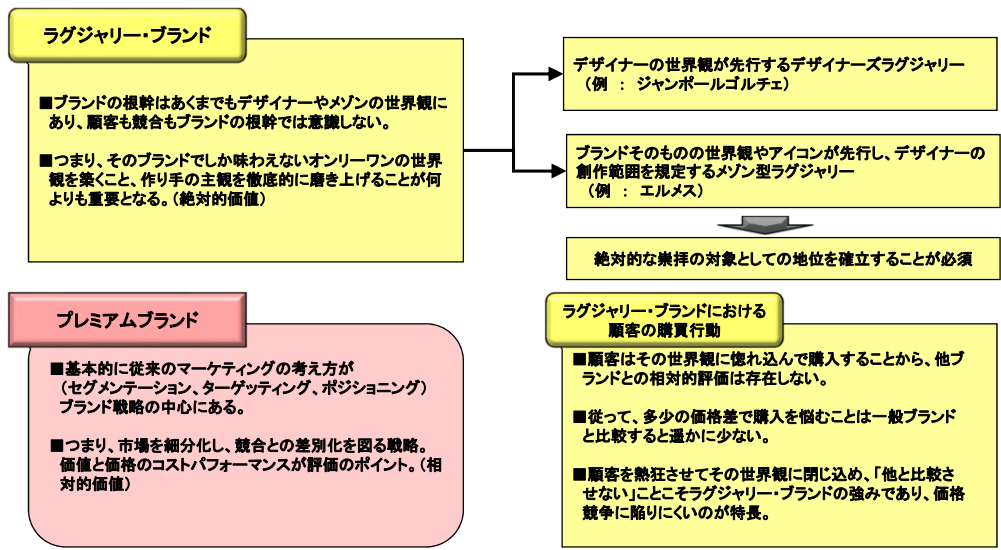 ラグジャリー・ブランド
■ブランドの根幹はあくまでもデザイナーやメゾンの世界観に
あり、顧客も競合もブランドの根幹では意識しない。
■つまり、そのブランドでしか味わえないオンリーワンの世界
観を築くこと、作り手の主観を徹底的に磨き上げることが何
よりも重要となる。（絶対的価値）
デザイナーの世界観が先行するデザイナーズラグジャリー
（例 ： ジャンポールゴルチェ）
ブランドそのものの世界観やアイコンが先行し、デザイナーの
創作範囲を規定するメゾン型ラグジャリー
（例 ： エルメス）
絶対的な崇拝の対象としての地位を確立することが必須
プレミアムブランド
■基本的に従来のマーケティングの考え方が
（セグメンテーション、ターゲッティング、ポジショニング）
ブランド戦略の中心にある。
■つまり、市場を細分化し、競合との差別化を図る戦略。
価値と価格のコストパフォーマンスが評価のポイント。（相
対的価値）
ラグジャリー・ブランドにおける
顧客の購買行動
■顧客はその世界観に惚れ込んで購入することから、他ブ
ランドとの相対的評価は存在しない。
■従って、多少の価格差で購入を悩むことは一般ブランド
と比較すると遥かに少ない。
■顧客を熱狂させてその世界観に閉じ込め、「他と比較さ
せない」ことこそラグジャリー・ブランドの強みであり、価格
競争に陥りにくいのが特長。